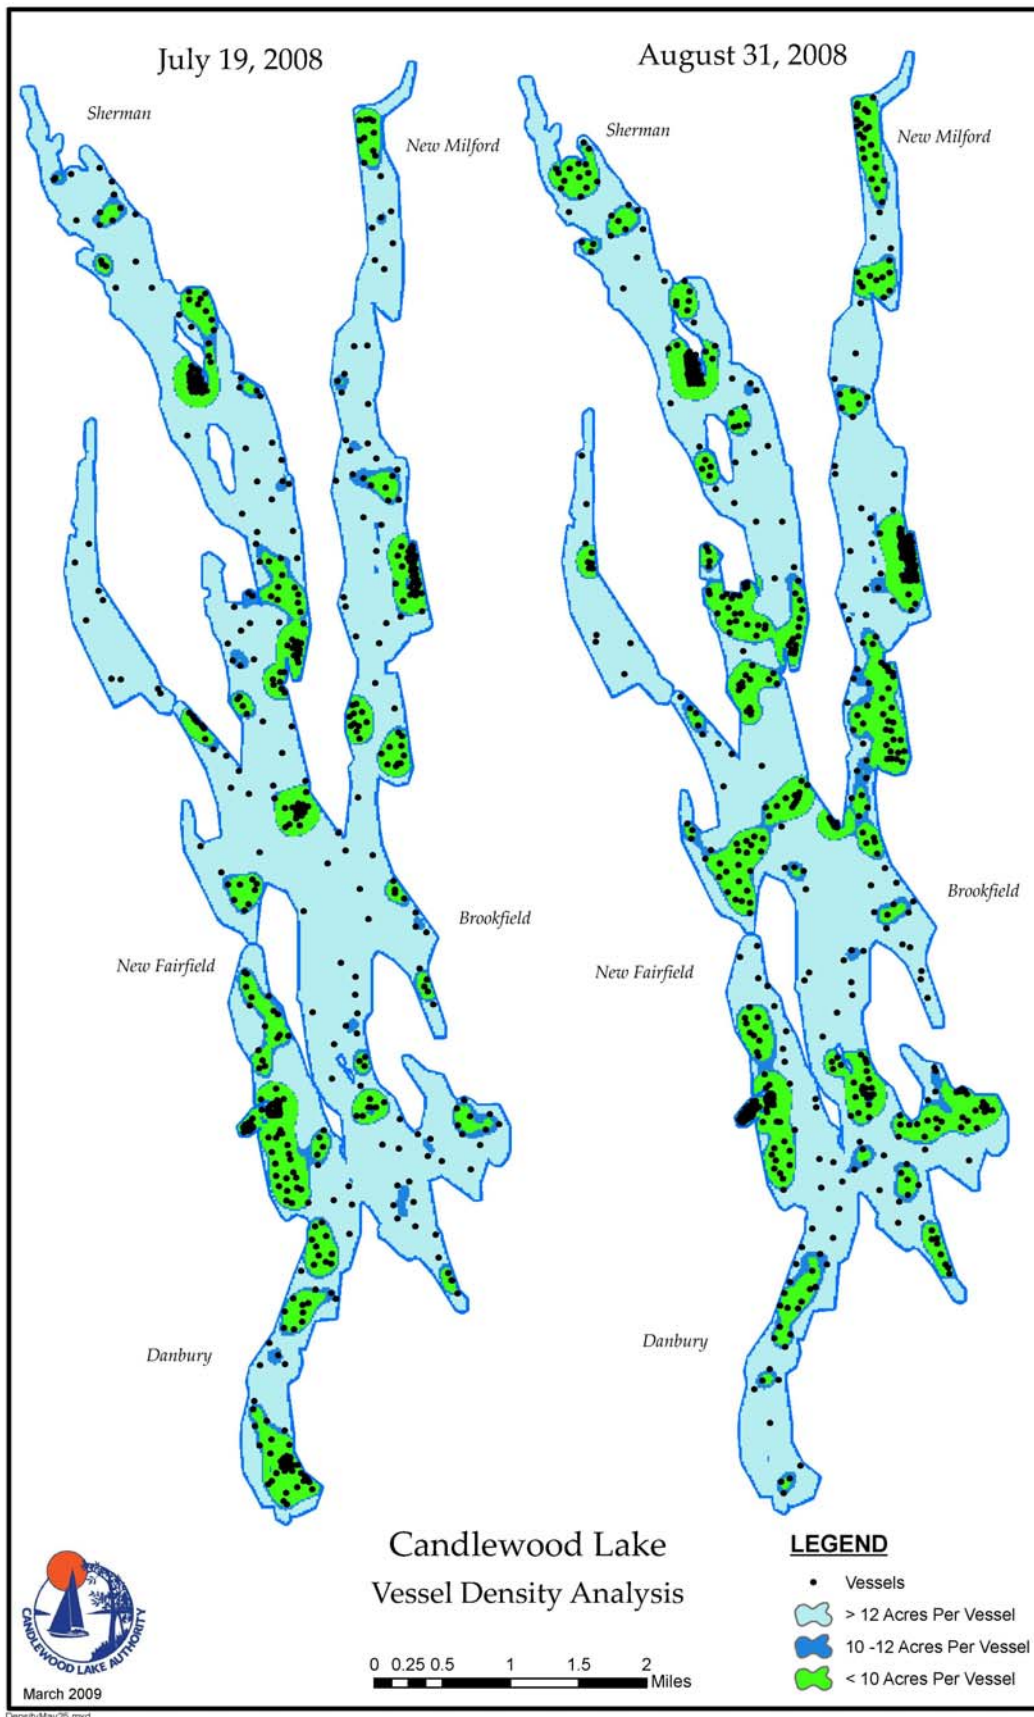 July 19, 2008
August 31, 2008
Sherman
New Milford
Sherman
New Milford
Brookfield
New Fairfield
Brookfield
New Fairfield
Danbury
Danbury
Candlewood Lake
Vessel Density Analysis
0 0.25 0.5 1 1.5 2
Miles
LEGEND
Vessels
> 12 Acres Per Vessel
10 -12 Acres Per Vessel
< 10 Acres Per Vessel
CANDLEWOOD LAKE AUTHORITY
March 2009
DensityMay25.mxd